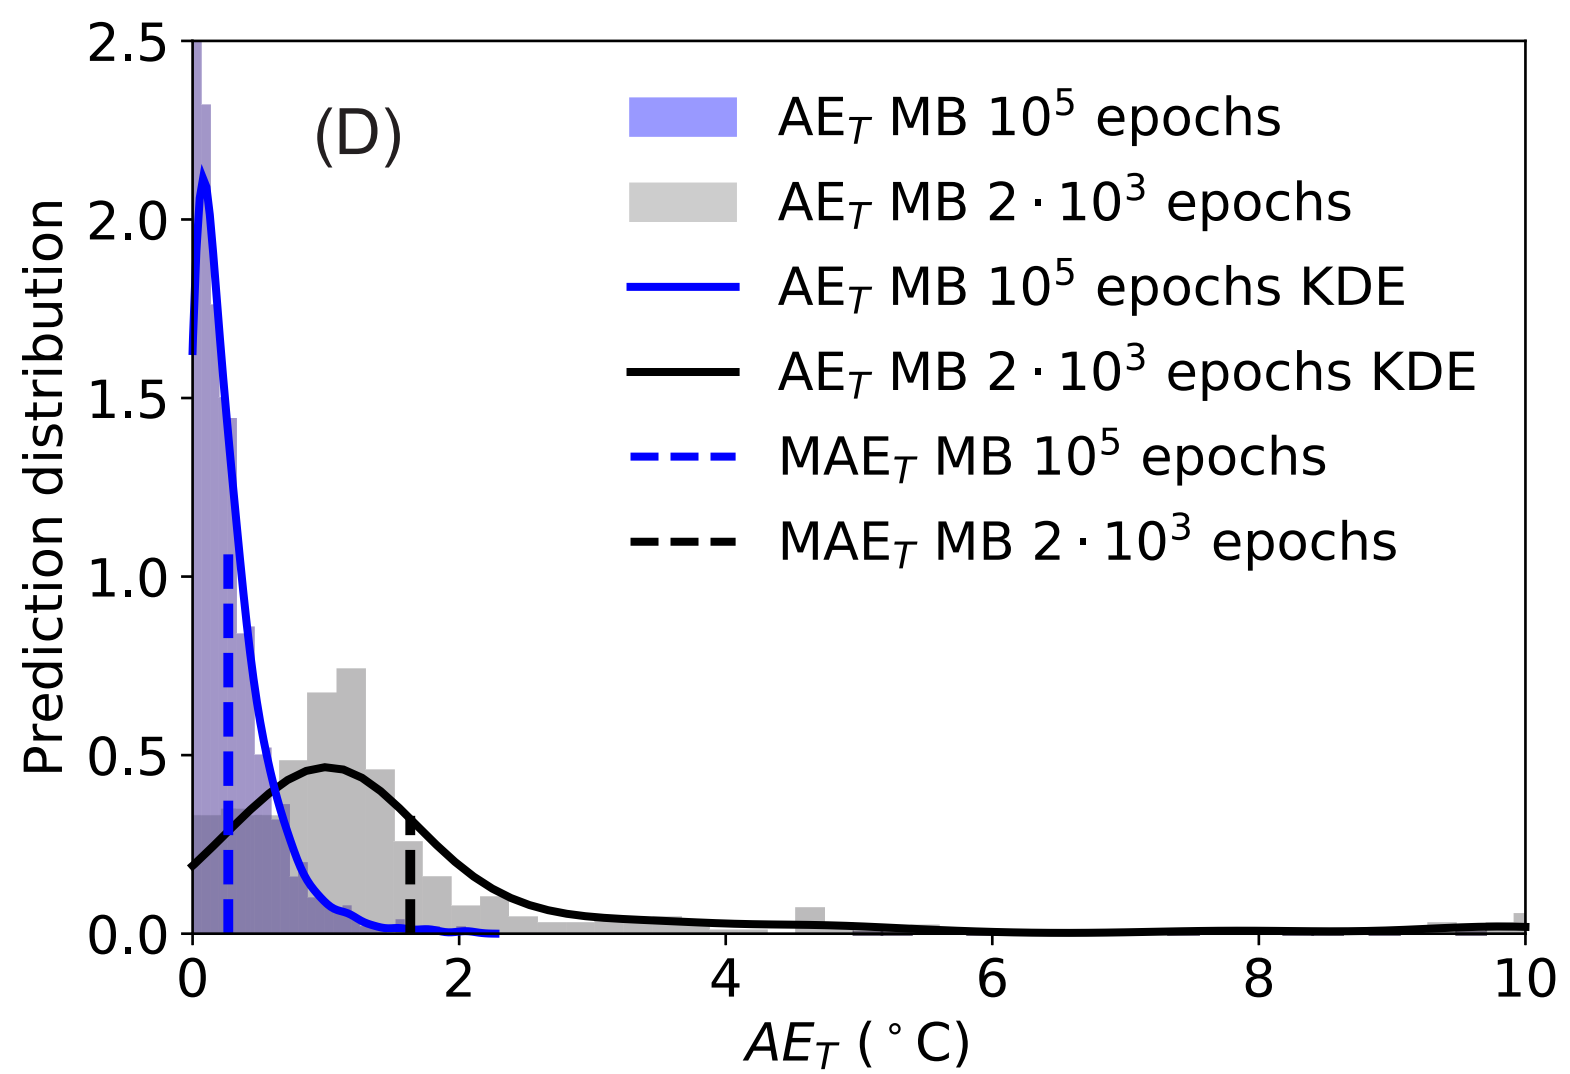 2.5
2.0
1.5
1.0
0.5
0.0
Prediction distribution
(D)
AE_T MB 10^5 epochs
AE_T MB 2·10^3 epochs
AE_T MB 10^5 epochs KDE
AE_T MB 2·10^3 epochs KDE
MAE_T MB 10^5 epochs
MAE_T MB 2·10^3 epochs
0 2 4 6 8 10
AE_T (°C)